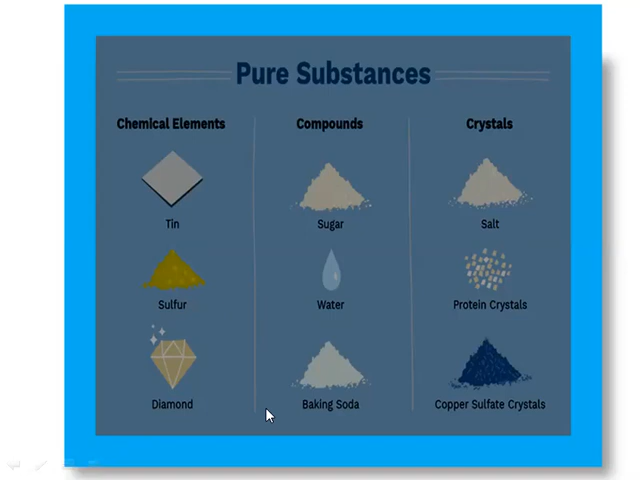 Pure Substances
Chemical Elements Compounds Crystals
Tin Sugar Salt
Sulfur Water Protein Crystals
Diamond Baking Soda Copper Sulfate Crystals